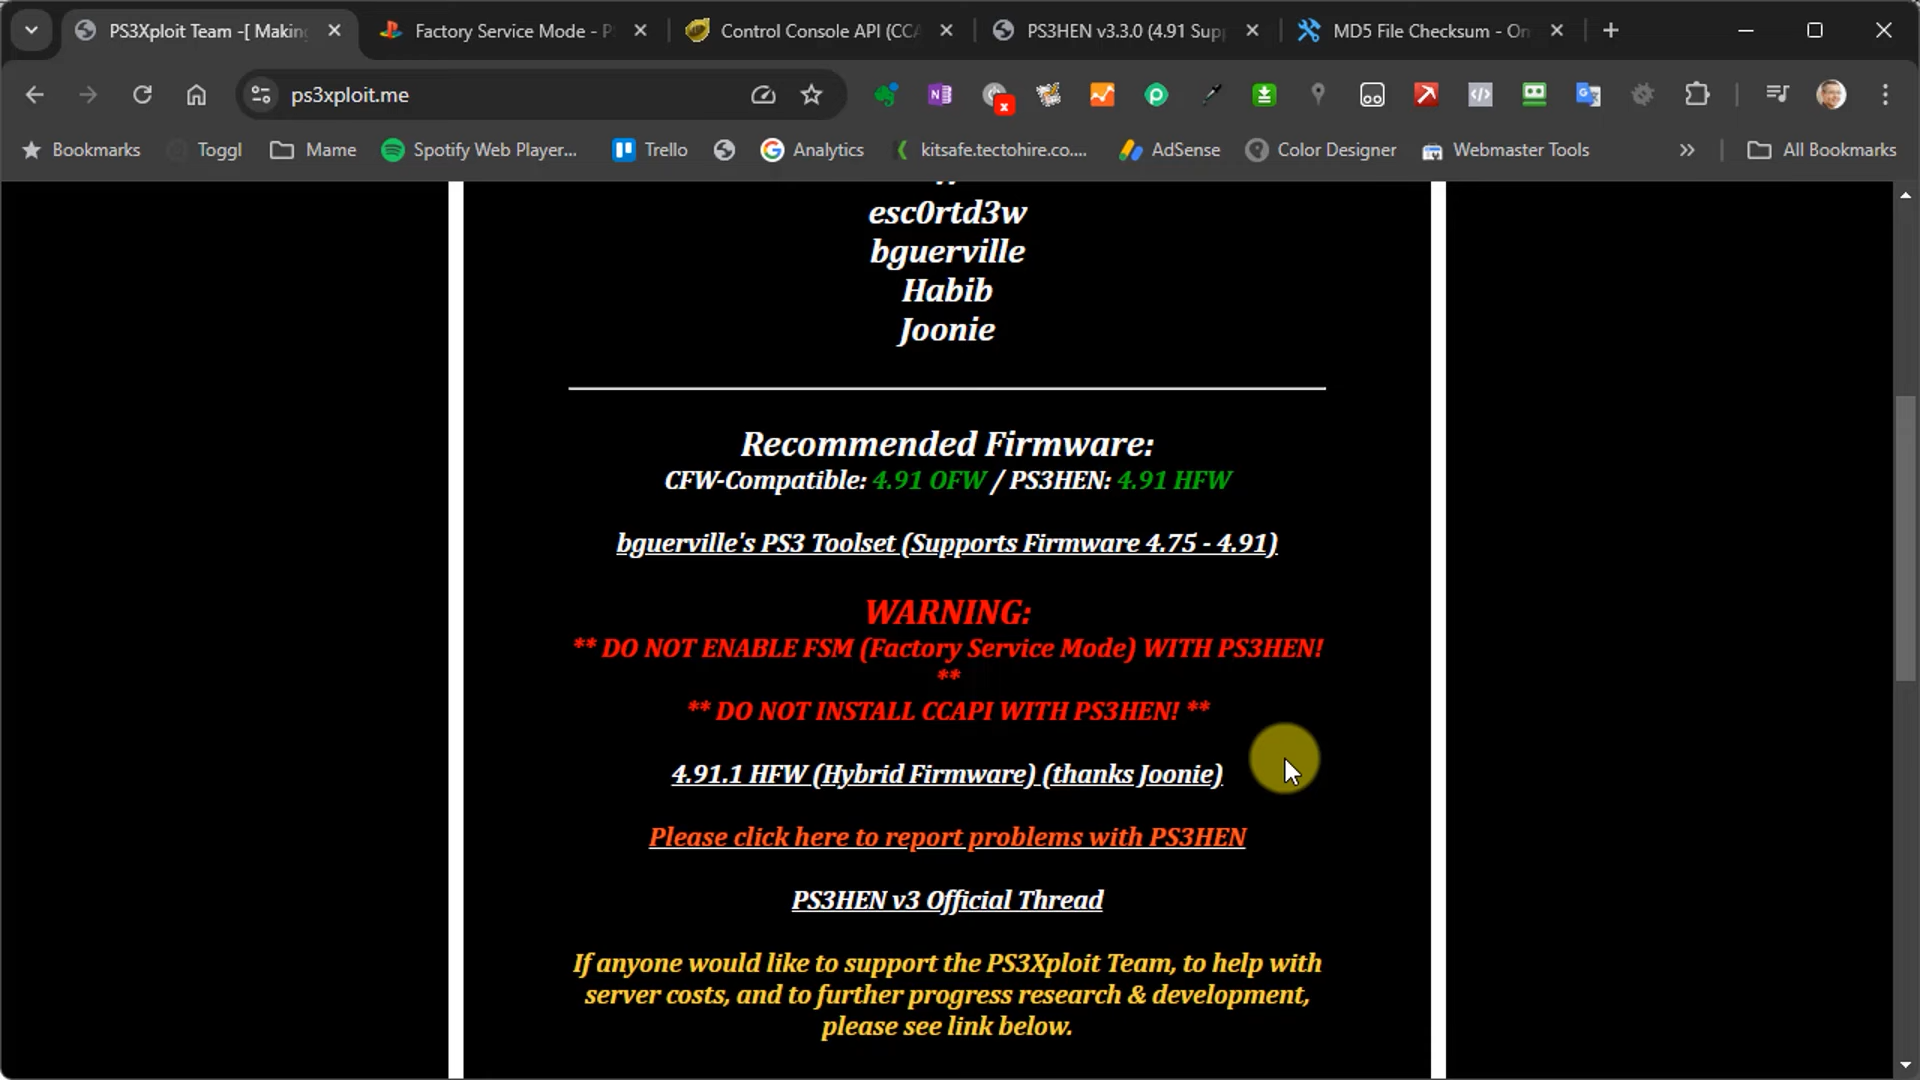 PS3Xploit Team -[ Makin
Factory Service Mode - P
Control Console API (CCA
PS3HEN v3.3.0 (4.91 Sup
MD5 File Checksum - On
ps3xploit.me
Bookmarks
Toggl
Mame
Spotify Web Player...
Trello
Analytics
kitsafe.tectohire.co....
AdSense
Color Designer
Webmaster Tools
All Bookmarks
esc0rtd3w
bguerville
Habib
Joonie
Recommended Firmware:
CFW-Compatible: 4.91 OFW / PS3HEN: 4.91 HFW
bguerville's PS3 Toolset (Supports Firmware 4.75 - 4.91)
WARNING:
** DO NOT ENABLE FSM (Factory Service Mode) WITH PS3HEN!
**
** DO NOT INSTALL CCAPI WITH PS3HEN! **
4.91.1 HFW (Hybrid Firmware) (thanks Joonie)
Please click here to report problems with PS3HEN
PS3HEN v3 Official Thread
If anyone would like to support the PS3Xploit Team, to help with
server costs, and to further progress research & development,
please see link below.